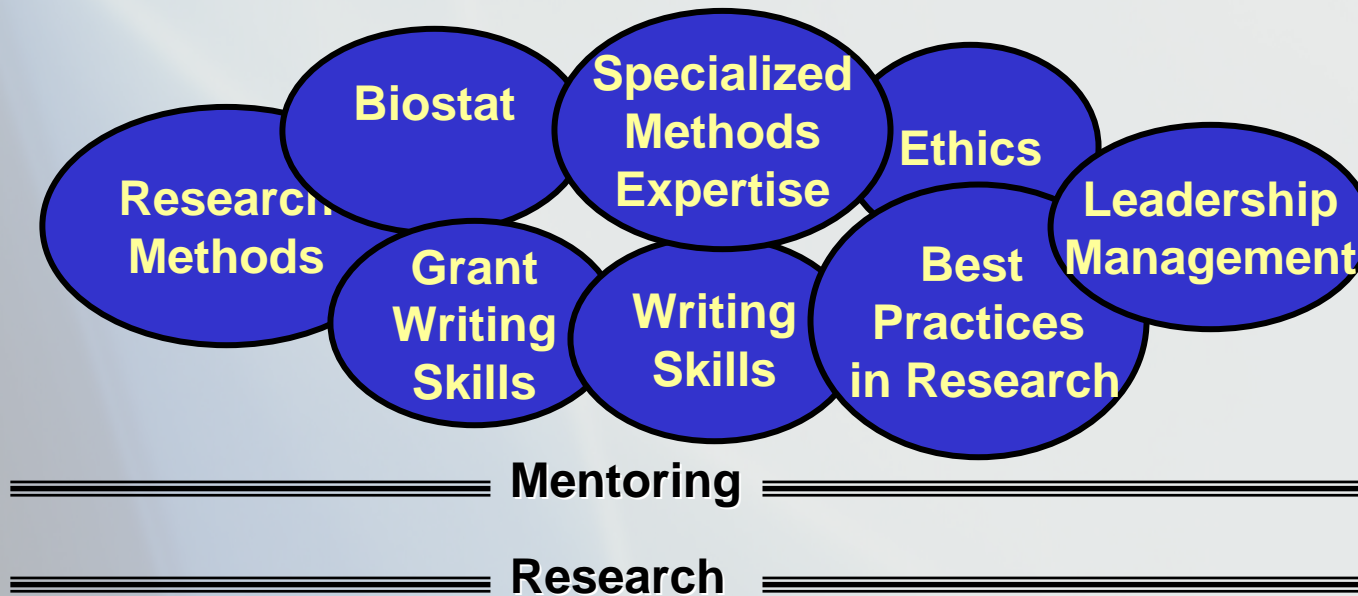 Research
Methods
Biostat
Grant
Writing
Skills
Specialized
Methods
Expertise
Writing
Skills
Ethics
Best
Practices
in Research
Leadership
Management
Mentoring
Research